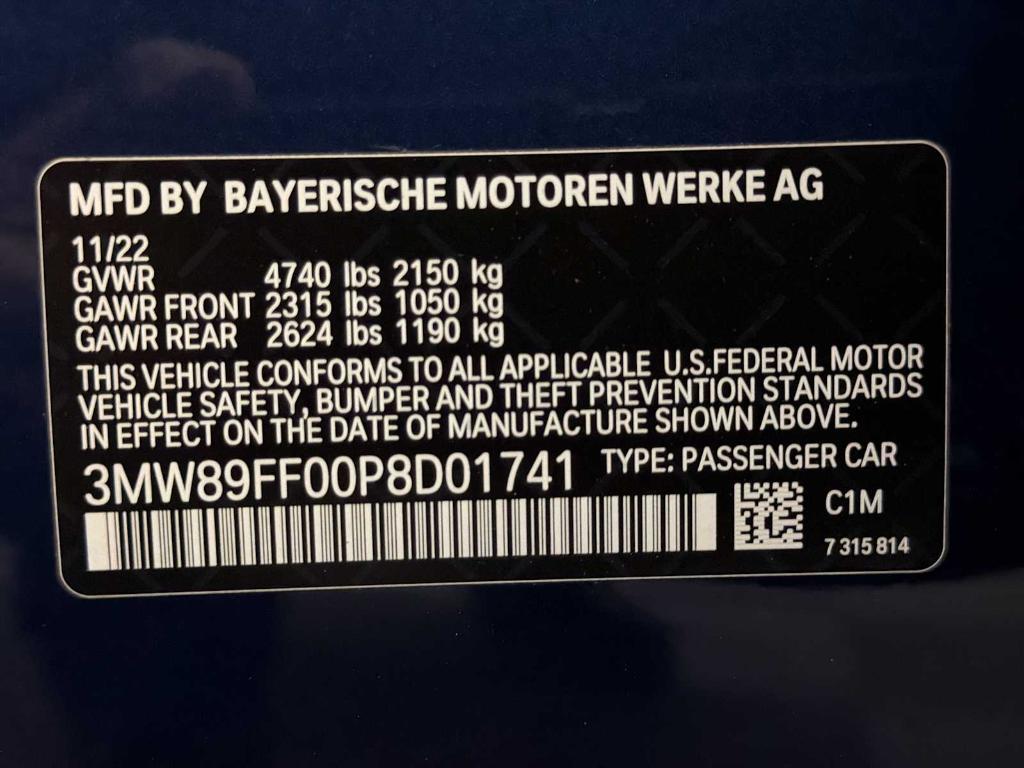 MFD BY BAYERISCHE MOTOREN WERKE AG
11/22
GVWR 4740 lbs 2150 kg
GAWR FRONT 2315 lbs 1050 kg
GAWR REAR 2624 lbs 1190 kg
THIS VEHICLE CONFORMS TO ALL APPLICABLE U.S.FEDERAL MOTOR
VEHICLE SAFETY, BUMPER AND THEFT PREVENTION STANDARDS
IN EFFECT ON THE DATE OF MANUFACTURE SHOWN ABOVE.
3MW89FF00P8D01741 TYPE: PASSENGER CAR
C1M
7 315 814